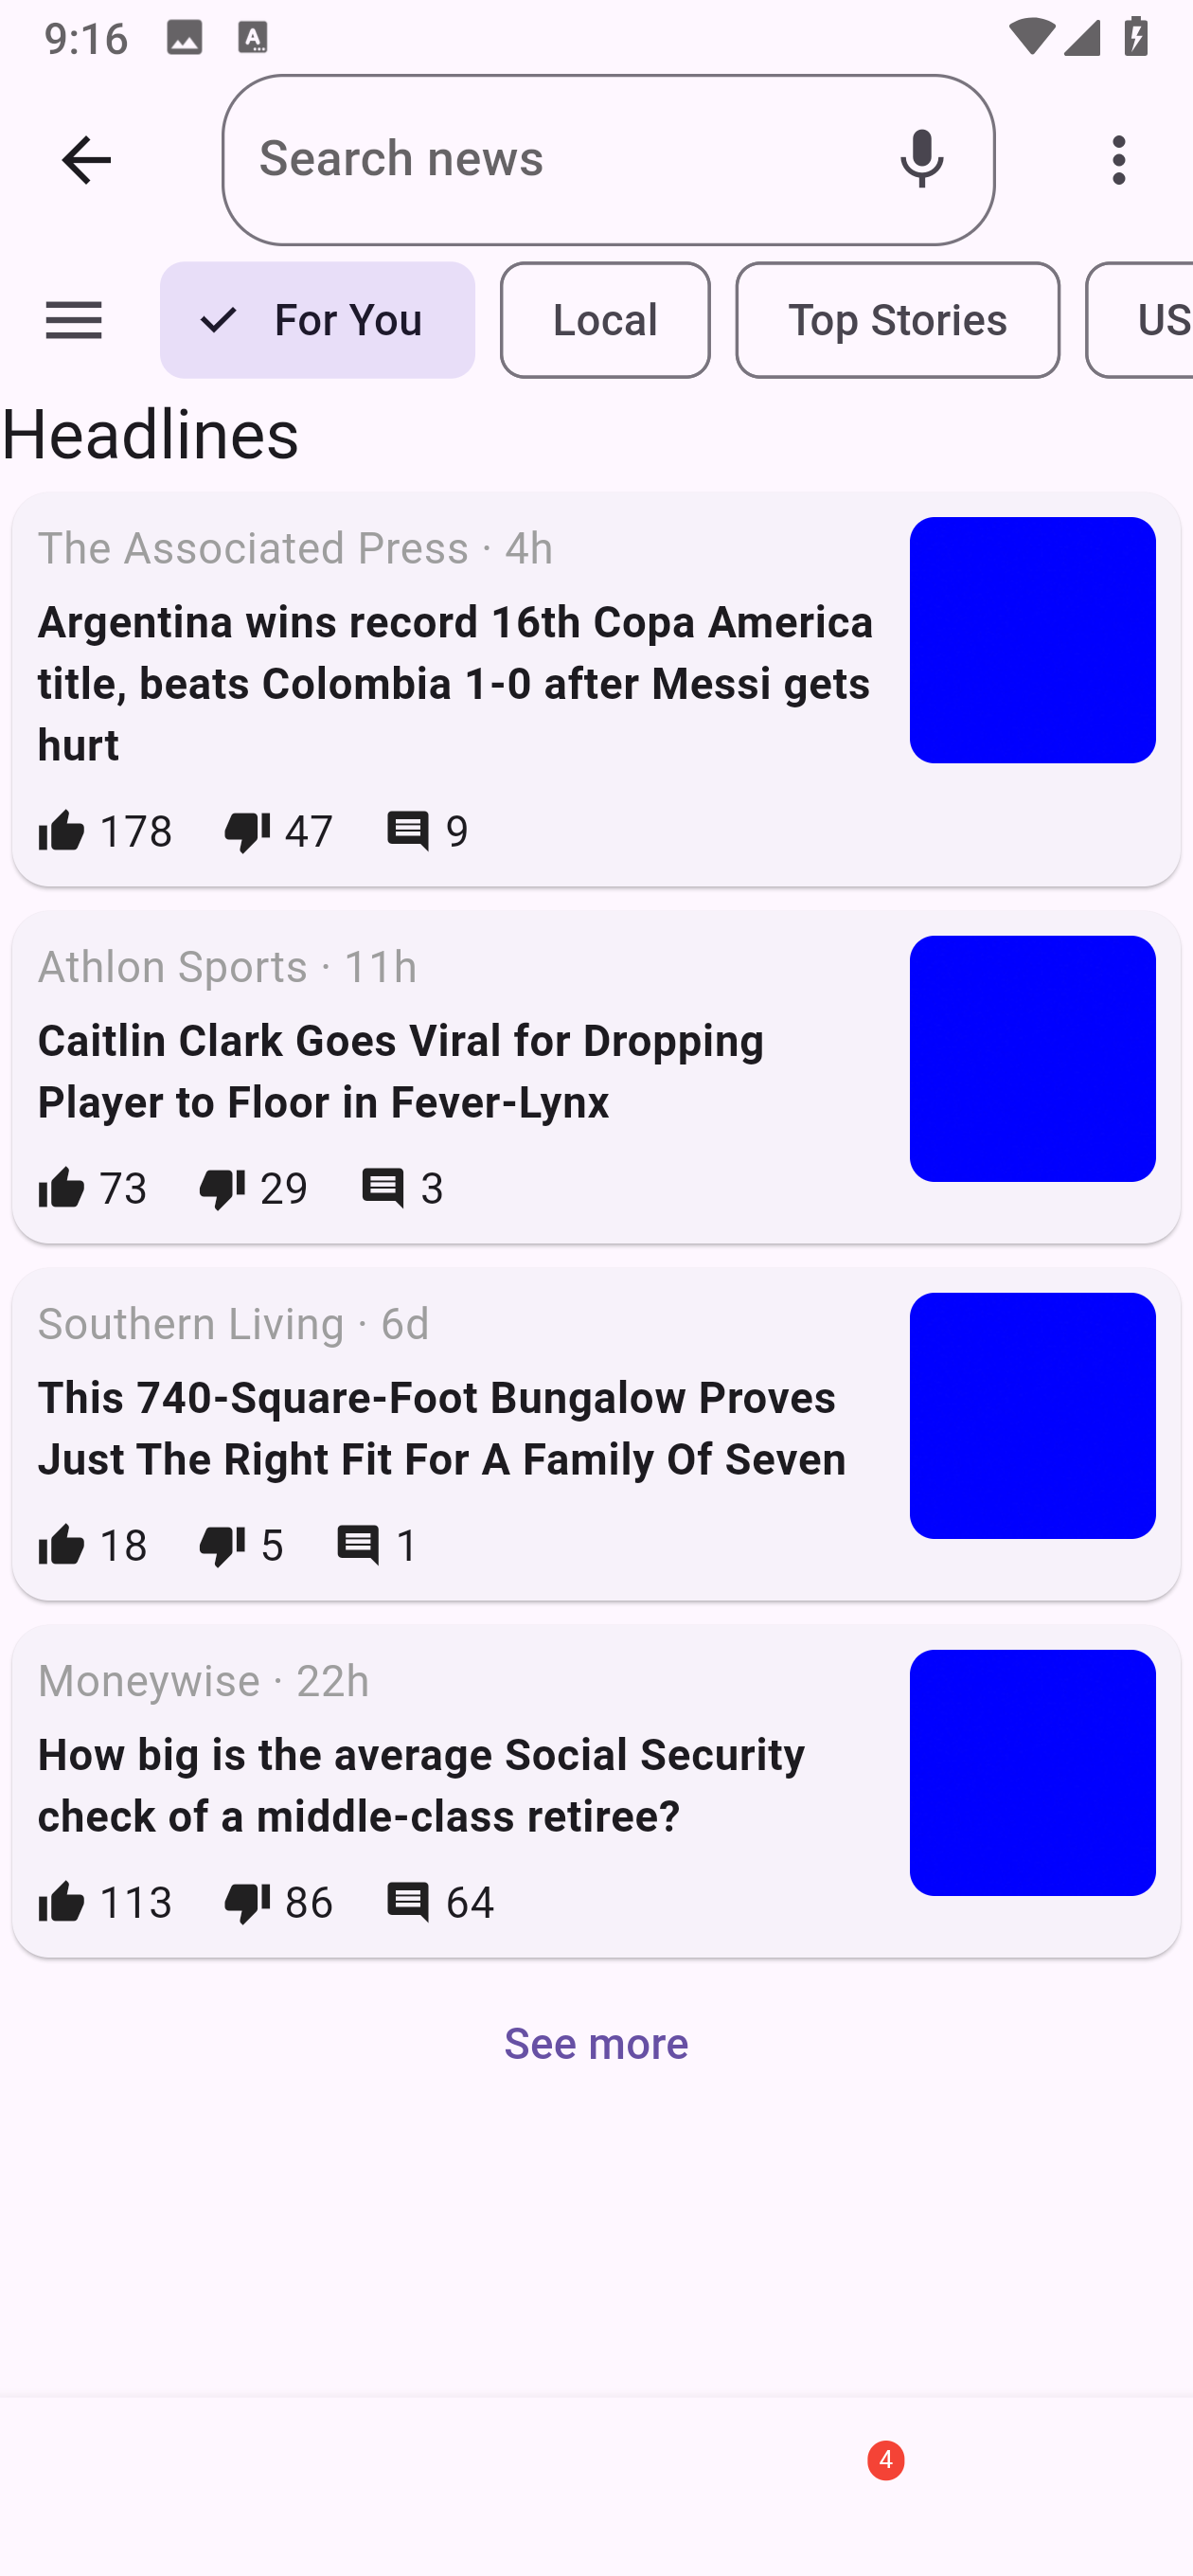 9:16
Search news
For You
Local
Top Stories
US
Headlines
The Associated Press · 4h
Argentina wins record 16th Copa America
title, beats Colombia 1-0 after Messi gets
hurt
178 47 9
Athlon Sports · 11h
Caitlin Clark Goes Viral for Dropping
Player to Floor in Fever-Lynx
73 29 3
Southern Living · 6d
This 740-Square-Foot Bungalow Proves
Just The Right Fit For A Family Of Seven
18 5 1
Moneywise · 22h
How big is the average Social Security
check of a middle-class retiree?
113 86 64
See more
4